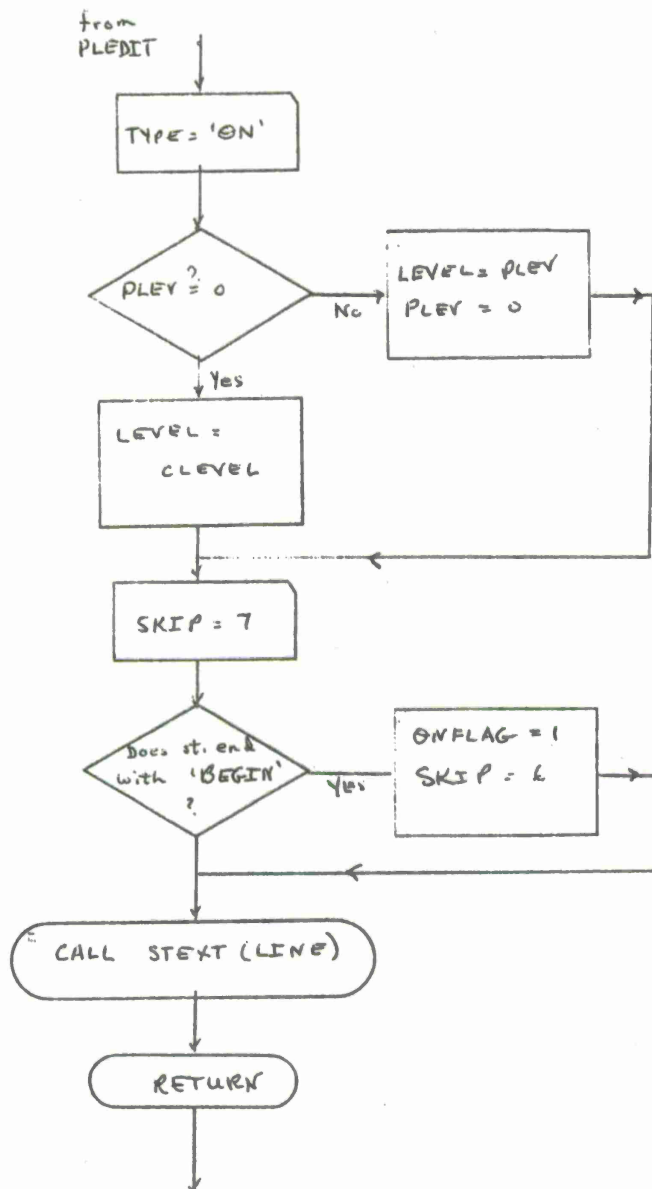 from
PLEDIT
TYPE = 'ON'
PLEV ?= 0
No
LEVEL = PLEV
PLEV = 0
Yes
LEVEL =
CLEVEL
SKIP = 7
Does st. end
with 'BEGIN'
?
Yes
ONFLAG = 1
SKIP =
CALL STEXT (LINE)
RETURN